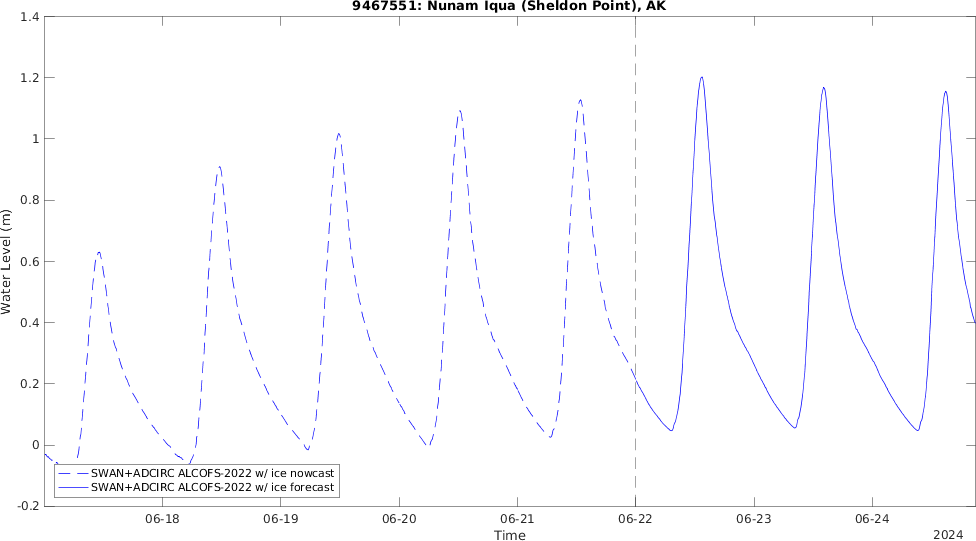 9467551: Nunam Iqua (Sheldon Point), AK
1.4
1.2
1
0.8
0.6
0.4
0.2
0
-0.2
Water Level (m)
SWAN+ADCIRC ALCOFS-2022 w/ ice nowcast
SWAN+ADCIRC ALCOFS-2022 w/ ice forecast
06-18 06-19 06-20 06-21 06-22 06-23 06-24
Time
2024